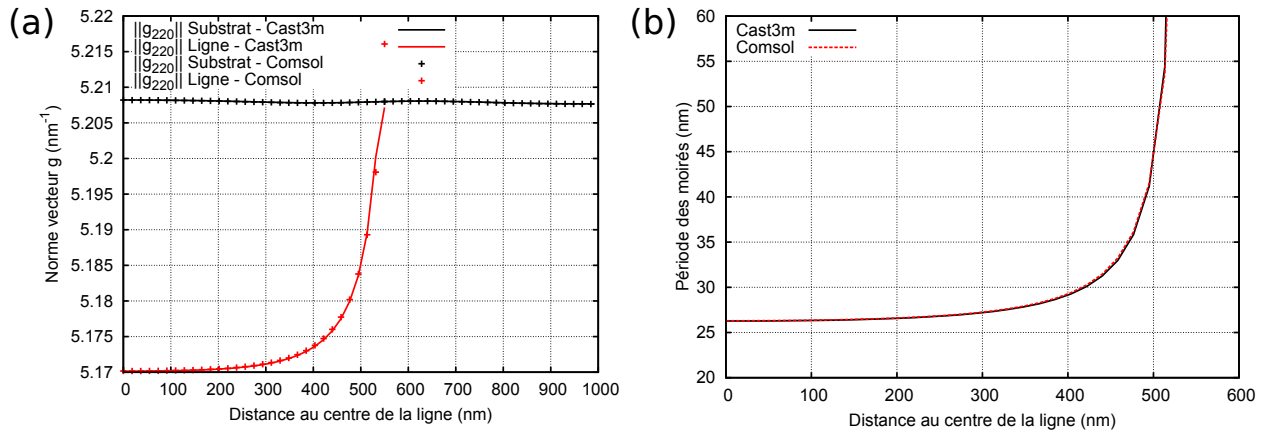 (a)
||g220|| Substrat - Cast3m
||g220|| Ligne - Cast3m
||g220|| Substrat - Comsol
||g220|| Ligne - Comsol
Norme vecteur g (nm-1)
5.225
5.22
5.215
5.21
5.205
5.2
5.195
5.19
5.185
5.18
5.175
5.17
0 100 200 300 400 500 600 700 800 900 1000
Distance au centre de la ligne (nm)
(b)
Cast3m
Comsol
Période des moirés (nm)
60
55
50
45
40
35
30
25
20
0 100 200 300 400 500 600
Distance au centre de la ligne (nm)